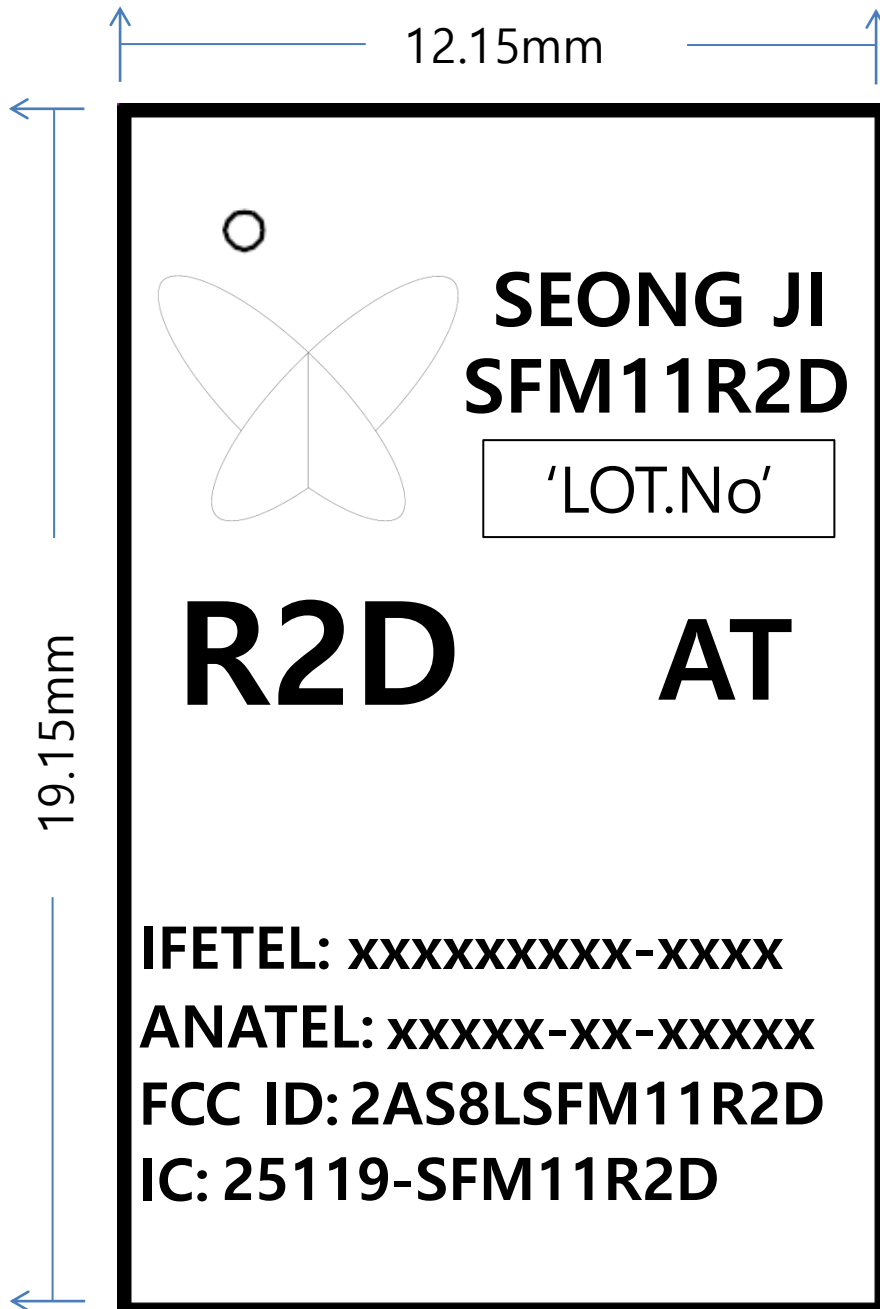 12.15mm
SEONG JI
SFM11R2D
‘LOT.No’
R2D AT
19.15mm
IFETEL: xxxxxxxxx-xxxx
ANATEL: xxxxx-xx-xxxxx
FCC ID: 2AS8LSFM11R2D
IC: 25119-SFM11R2D